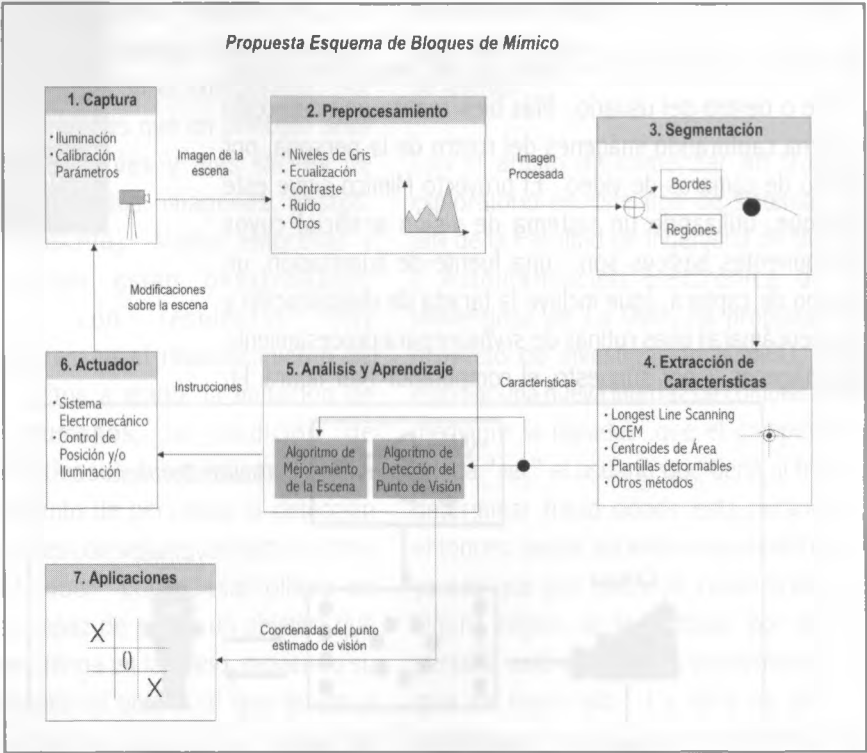 Propuesta Esquema de Bloques de Mímico
1. Captura
• Iluminación
• Calibración
Parámetros
Imagen de la
escena
2. Preprocesamiento
• Niveles de Gris
• Ecualización
• Contraste
• Ruido
• Otros
Imagen
Procesada
3. Segmentación
Bordes
Regiones
Modificaciones
sobre la escena
6. Actuador
• Sistema
Electromecánico
• Control de
Posición y/o
Iluminación
Instrucciones
5. Análisis y Aprendizaje
Algoritmo de
Mejoramiento
de la Escena
Algoritmo de
Detección del
Punto de Visión
Características
4. Extracción de
Características
• Longest Line Scanning
• OCEM
• Centroides de Área
• Plantillas deformables
• Otros métodos
7. Aplicaciones
X
0
X
Coordenadas del punto
estimado de visión